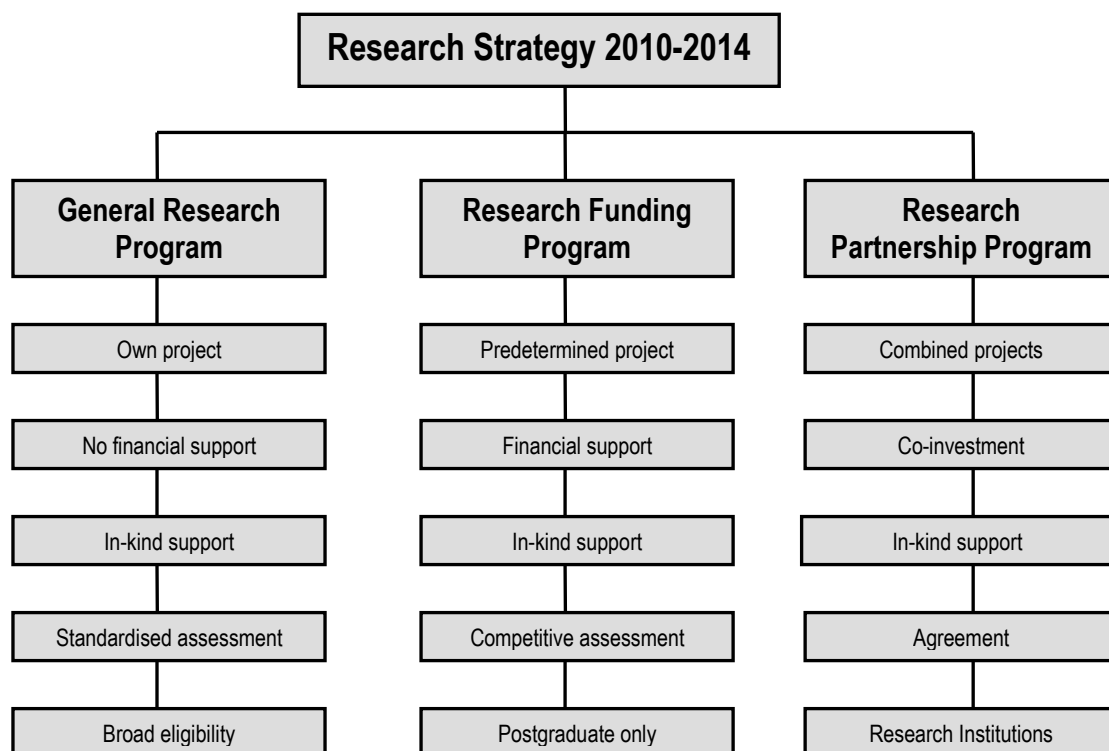 Research Strategy 2010-2014
General Research
Program
Own project
No financial support
In-kind support
Standardised assessment
Broad eligibility
Research Funding
Program
Predetermined project
Financial support
In-kind support
Competitive assessment
Postgraduate only
Research
Partnership Program
Combined projects
Co-investment
In-kind support
Agreement
Research Institutions